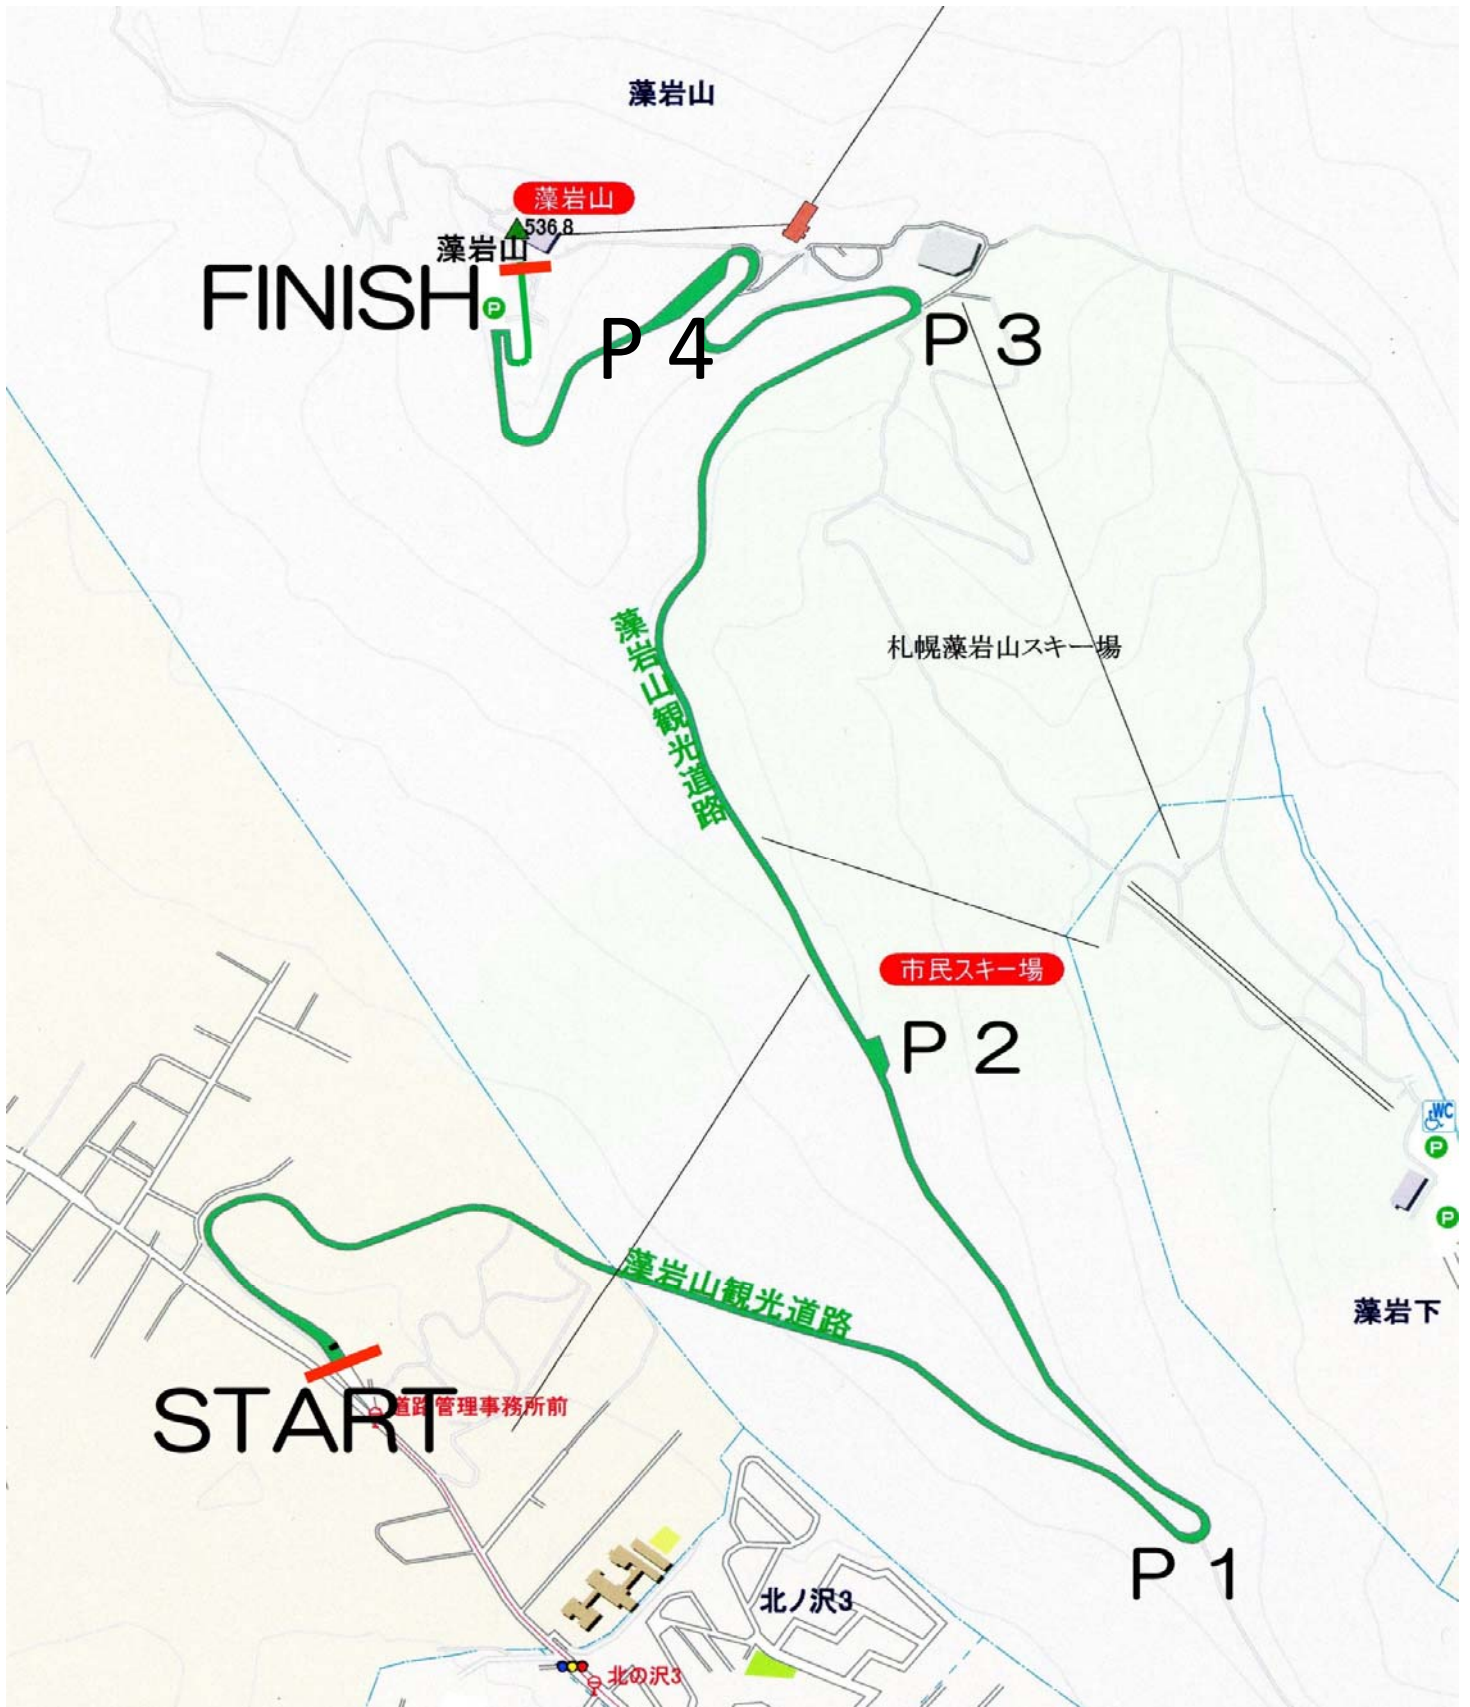 藻岩山
藻岩山
536.8
藻岩山
FINISH
P
P 4
P 3
藻岩山観光道路
札幌藻岩山スキー場
市民スキー場
P 2
WC
P
P
藻岩山観光道路
藻岩下
START
道路管理事務所前
P 1
北ノ沢3
北の沢3